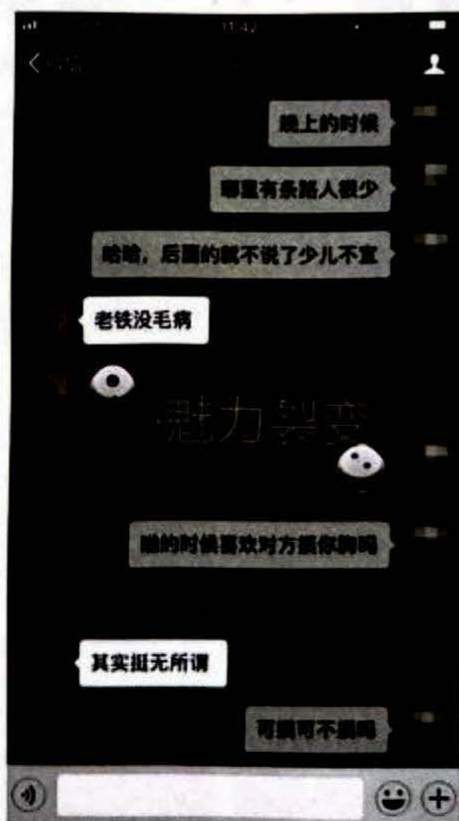 11:42
晚上的时候
哪里有条路人很少
哈哈，后面的就不说了少儿不宜
老铁没毛病
魅力裂变
的时候喜欢对方摸你胸吗
其实挺无所谓
可摸可不摸吗